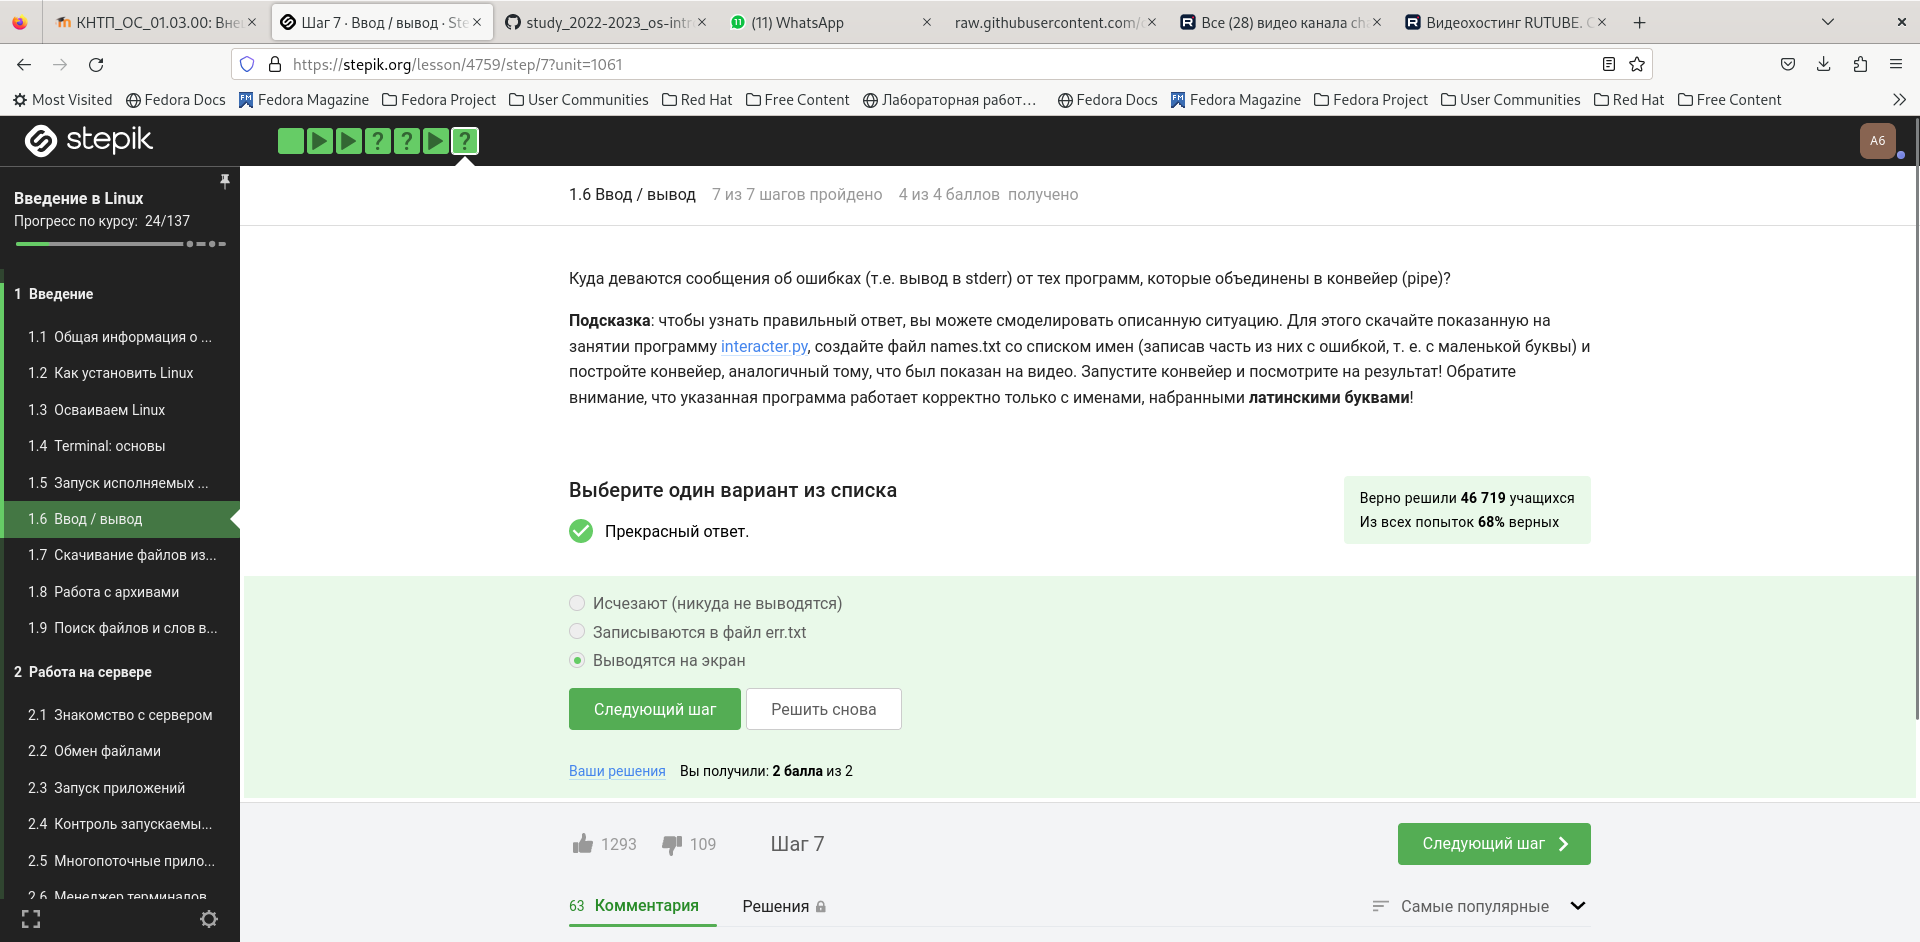 КНТП_ОС_01.03.00: Вне
Шаг 7 · Ввод / вывод · Ste
study_2022-2023_os-intr
(11) WhatsApp
raw.githubusercontent.com/
Все (28) видео канала cha
Видеохостинг RUTUBE. С
https://stepik.org/lesson/4759/step/7?unit=1061
Most Visited
Fedora Docs
Fedora Magazine
Fedora Project
User Communities
Red Hat
Free Content
Лабораторная работ…
Fedora Docs
Fedora Magazine
Fedora Project
User Communities
Red Hat
Free Content
stepik
A6
Введение в Linux
Прогресс по курсу: 24/137
1 Введение
1.1 Общая информация о ...
1.2 Как установить Linux
1.3 Осваиваем Linux
1.4 Terminal: основы
1.5 Запуск исполняемых ...
1.6 Ввод / вывод
1.7 Скачивание файлов из...
1.8 Работа с архивами
1.9 Поиск файлов и слов в...
2 Работа на сервере
2.1 Знакомство с сервером
2.2 Обмен файлами
2.3 Запуск приложений
2.4 Контроль запускаемы...
2.5 Многопоточные прило...
2.6 Менеджер терминалов
1.6 Ввод / вывод 7 из 7 шагов пройдено 4 из 4 баллов получено
Куда деваются сообщения об ошибках (т.е. вывод в stderr) от тех программ, которые объединены в конвейер (pipe)?
Подсказка: чтобы узнать правильный ответ, вы можете смоделировать описанную ситуацию. Для этого скачайте показанную на
занятии программу interacter.py, создайте файл names.txt со списком имен (записав часть из них с ошибкой, т. е. с маленькой буквы) и
постройте конвейер, аналогичный тому, что был показан на видео. Запустите конвейер и посмотрите на результат! Обратите
внимание, что указанная программа работает корректно только с именами, набранными латинскими буквами!
Выберите один вариант из списка
Прекрасный ответ.
Верно решили 46 719 учащихся
Из всех попыток 68% верных
Исчезают (никуда не выводятся)
Записываются в файл err.txt
Выводятся на экран
Следующий шаг
Решить снова
Ваши решения Вы получили: 2 балла из 2
1293
109
Шаг 7
Следующий шаг
63 Комментария
Решения
Самые популярные